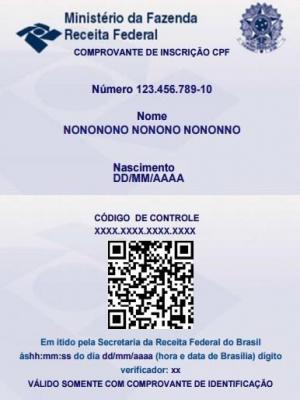 Ministério da Fazenda
Receita Federal
COMPROVANTE DE INSCRIÇÃO CPF
Número 123.456.789-10
Nome
NONONONO NONONO NONONNO
Nascimento
DD/MM/AAAA
CÓDIGO DE CONTROLE
XXXX.XXXX.XXXX.XXXX
Em itido pela Secretaria da Receita Federal do Brasil
áshh:mm:ss do dia dd/mm/aaaa (hora e data de Brasília) digito
verificador: xx
VÁLIDO SOMENTE COM COMPROVANTE DE IDENTIFICAÇÃO